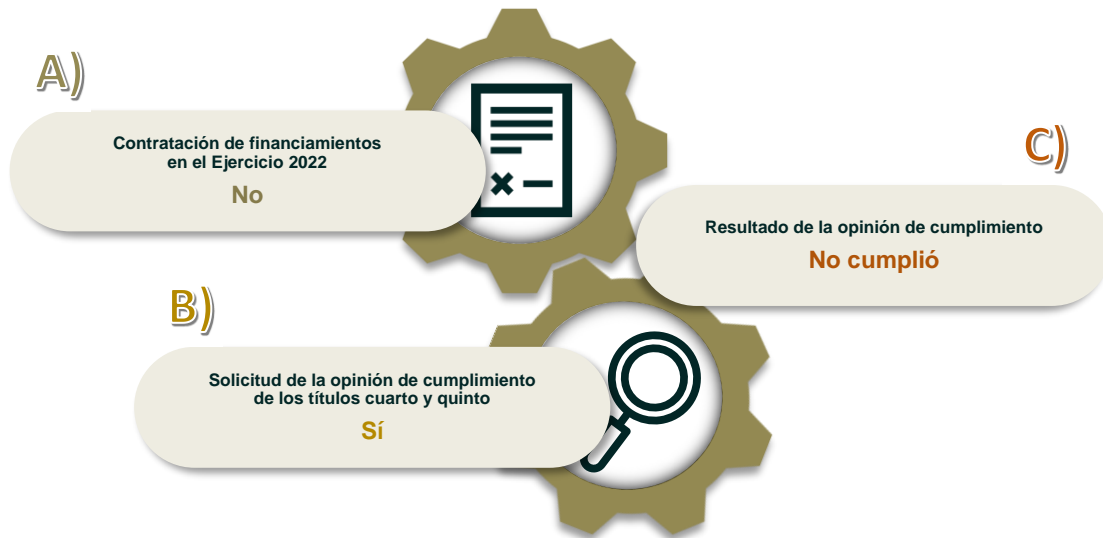 A)
Contratación de financiamientos
en el Ejercicio 2022
No
B)
Solicitud de la opinión de cumplimiento
de los títulos cuarto y quinto
Sí
C)
Resultado de la opinión de cumplimiento
No cumplió